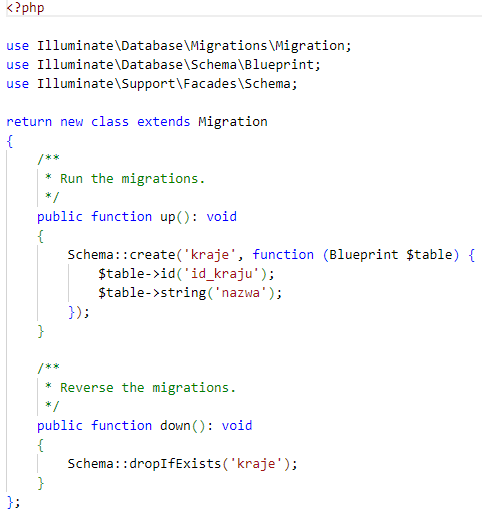 <?php
use Illuminate\Database\Migrations\Migration;
use Illuminate\Database\Schema\Blueprint;
use Illuminate\Support\Facades\Schema;
return new class extends Migration
{
    /**
     * Run the migrations.
     */
    public function up(): void
    {
        Schema::create('kraje', function (Blueprint $table) {
            $table->id('id_kraju');
            $table->string('nazwa');
        });
    }
    /**
     * Reverse the migrations.
     */
    public function down(): void
    {
        Schema::dropIfExists('kraje');
    }
};